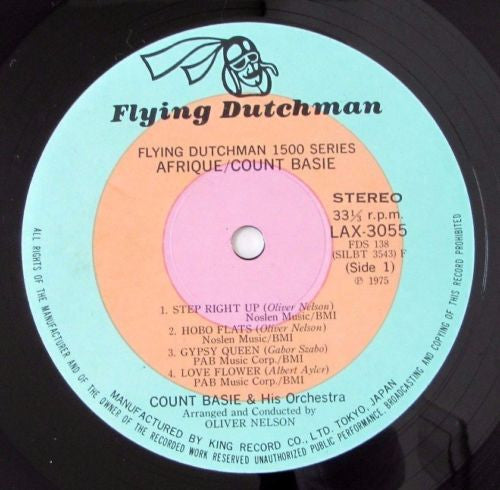 Flying Dutchman
FLYING DUTCHMAN 1500 SERIES
AFRIQUE/COUNT BASIE
STEREO
33⅓ r.p.m.
LAX-3055
FDS 138
(SILBT 3543) F
(Side 1)
℗ 1975
1. STEP RIGHT UP (Oliver Nelson)
Noslen Music/BMI
2. HOBO FLATS (Oliver Nelson)
Noslen Music/BMI
3. GYPSY QUEEN (Gabor Szabo)
PAB Music Corp./BMI
4. LOVE FLOWER (Albert Ayler)
PAB Music Corp./BMI
COUNT BASIE & His Orchestra
Arranged and Conducted by
OLIVER NELSON
MANUFACTURED BY KING RECORD CO., LTD. TOKYO, JAPAN
ALL RIGHTS OF THE MANUFACTURER AND OF THE OWNER OF THE RECORDED WORK RESERVED UNAUTHORIZED PUBLIC PERFORMANCE, BROADCASTING AND COPYING OF THIS RECORD PROHIBITED